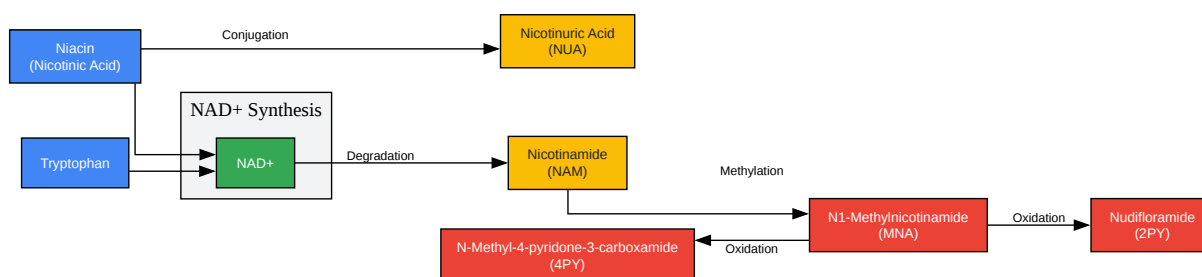 Conjugation
Nicotinuric Acid
(NUA)
Niacin
(Nicotinic Acid)
NAD+ Synthesis
Tryptophan
NAD+
Degradation
Nicotinamide
(NAM)
Methylation
N1-Methylnicotinamide
(MNA)
Oxidation
Nudifloramide
(2PY)
N-Methyl-4-pyridone-3-carboxamide
(4PY)
Oxidation